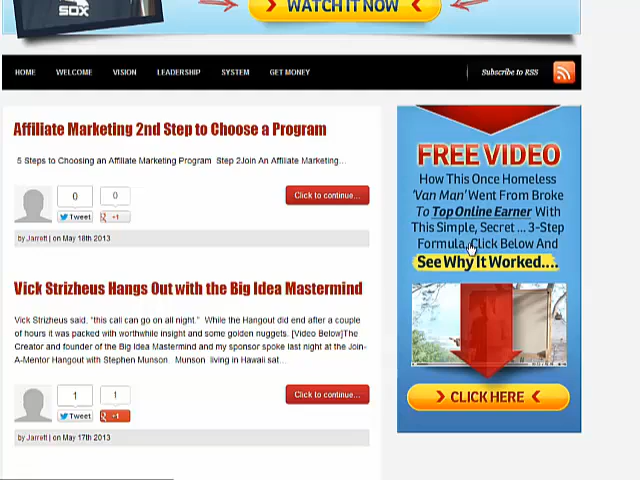 SOX
WATCH IT NOW
HOME WELCOME VISION LEADERSHIP SYSTEM GET MONEY Subscribe to RSS
Affiliate Marketing 2nd Step to Choose a Program
5 Steps to Choosing an Affiliate Marketing Program Step 2Join An Affiliate Marketing...
0 0
Tweet +1
Click to continue...
by Jarrett | on May 18th 2013
Vick Strizheus Hangs Out with the Big Idea Mastermind
Vick Strizheus said, "this call can go on all night." While the Hangout did end after a couple
of hours it was packed with worthwhile insight and some golden nuggets. [Video Below]The
Creator and founder of the Big Idea Mastermind and my sponsor spoke last night at the Join-
A-Mentor Hangout with Stephen Munson. Munson living in Hawaii sat...
1 1
Tweet +1
Click to continue...
by Jarrett | on May 17th 2013
FREE VIDEO
How This Once Homeless
'Van Man' Went From Broke
To Top Online Earner With
This Simple, Secret ... 3-Step
Formula, Click Below And
See Why It Worked....
CLICK HERE